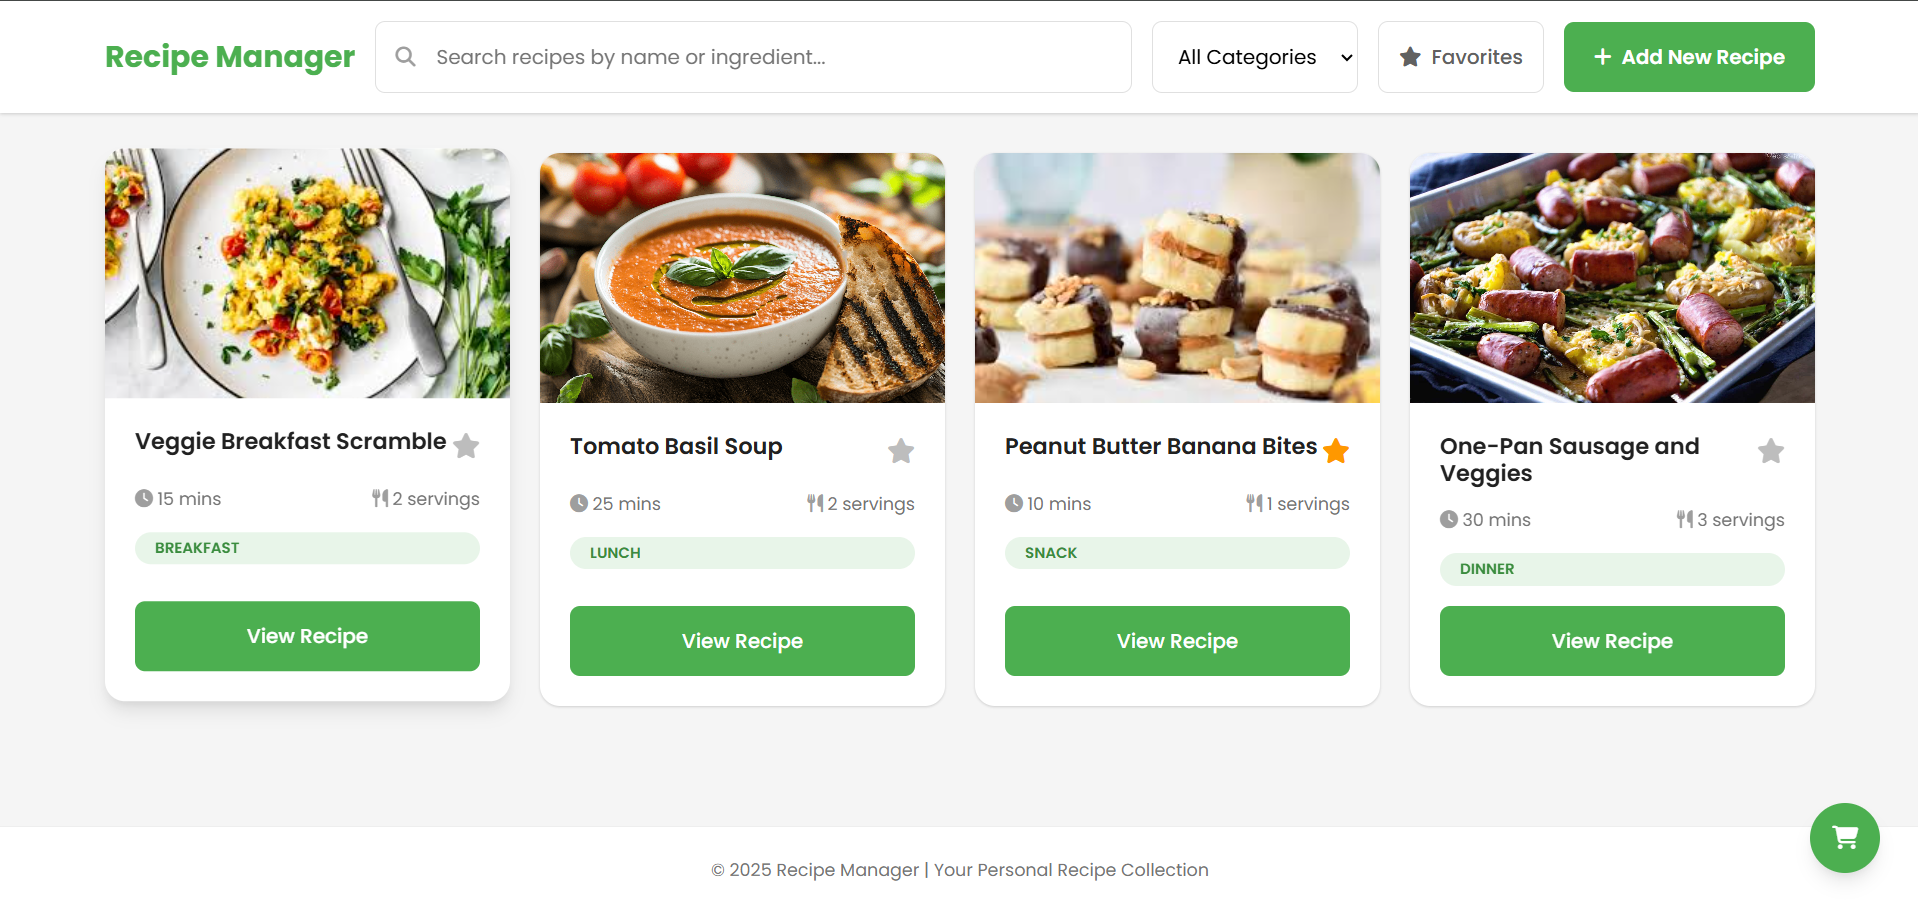 Recipe Manager
Search recipes by name or ingredient...
All Categories
Favorites
+ Add New Recipe
Veggie Breakfast Scramble
15 mins
2 servings
BREAKFAST
View Recipe
Tomato Basil Soup
25 mins
2 servings
LUNCH
View Recipe
Peanut Butter Banana Bites
10 mins
1 servings
SNACK
View Recipe
One-Pan Sausage and
Veggies
30 mins
3 servings
DINNER
View Recipe
© 2025 Recipe Manager | Your Personal Recipe Collection